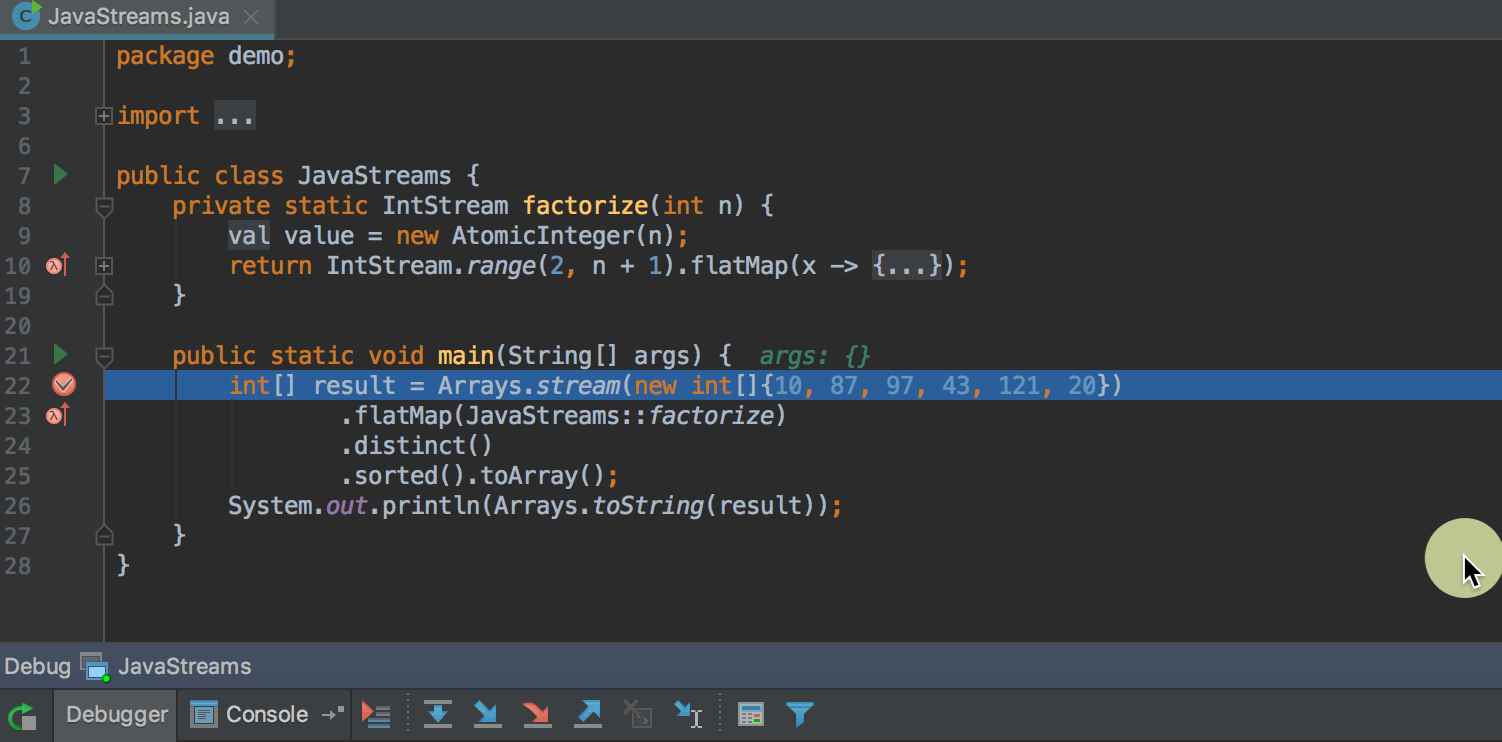 JavaStreams.java
1 package demo;
2
3 import ...
6
7 public class JavaStreams {
8 private static IntStream factorize(int n) {
9 val value = new AtomicInteger(n);
10 return IntStream.range(2, n + 1).flatMap(x -> {...});
19 }
20
21 public static void main(String[] args) { args: {}
22 int[] result = Arrays.stream(new int[]{10, 87, 97, 43, 121, 20})
23 .flatMap(JavaStreams::factorize)
24 .distinct()
25 .sorted().toArray();
26 System.out.println(Arrays.toString(result));
27 }
28 }
Debug JavaStreams
Debugger Console